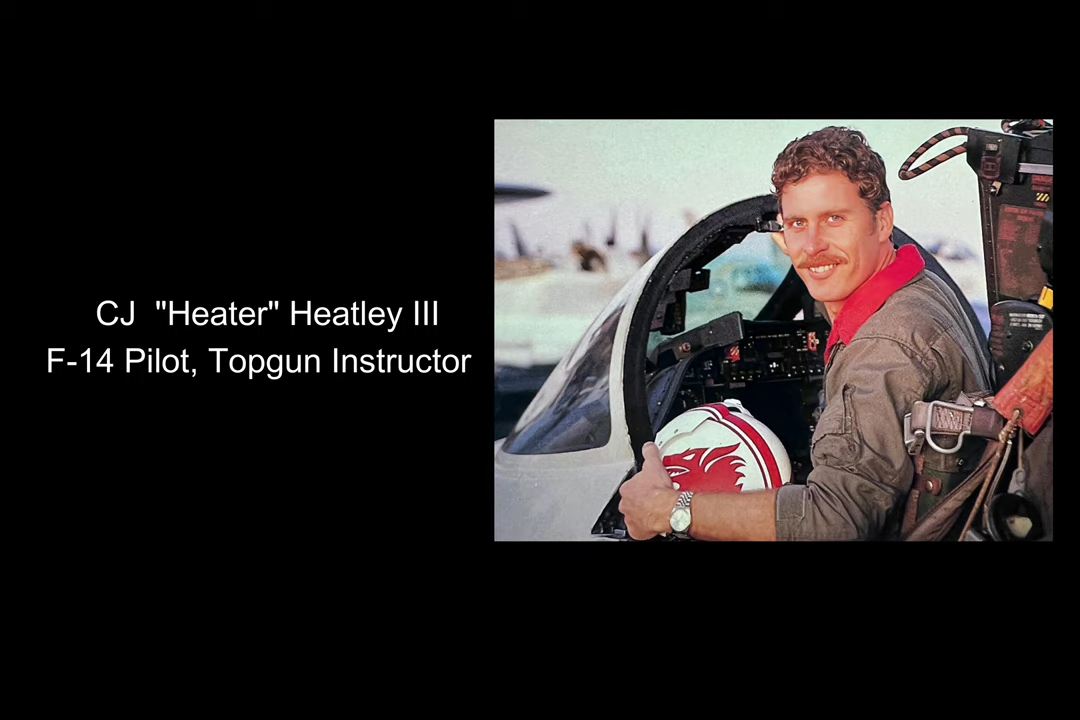 CJ  "Heater" Heatley III
F-14 Pilot, Topgun Instructor